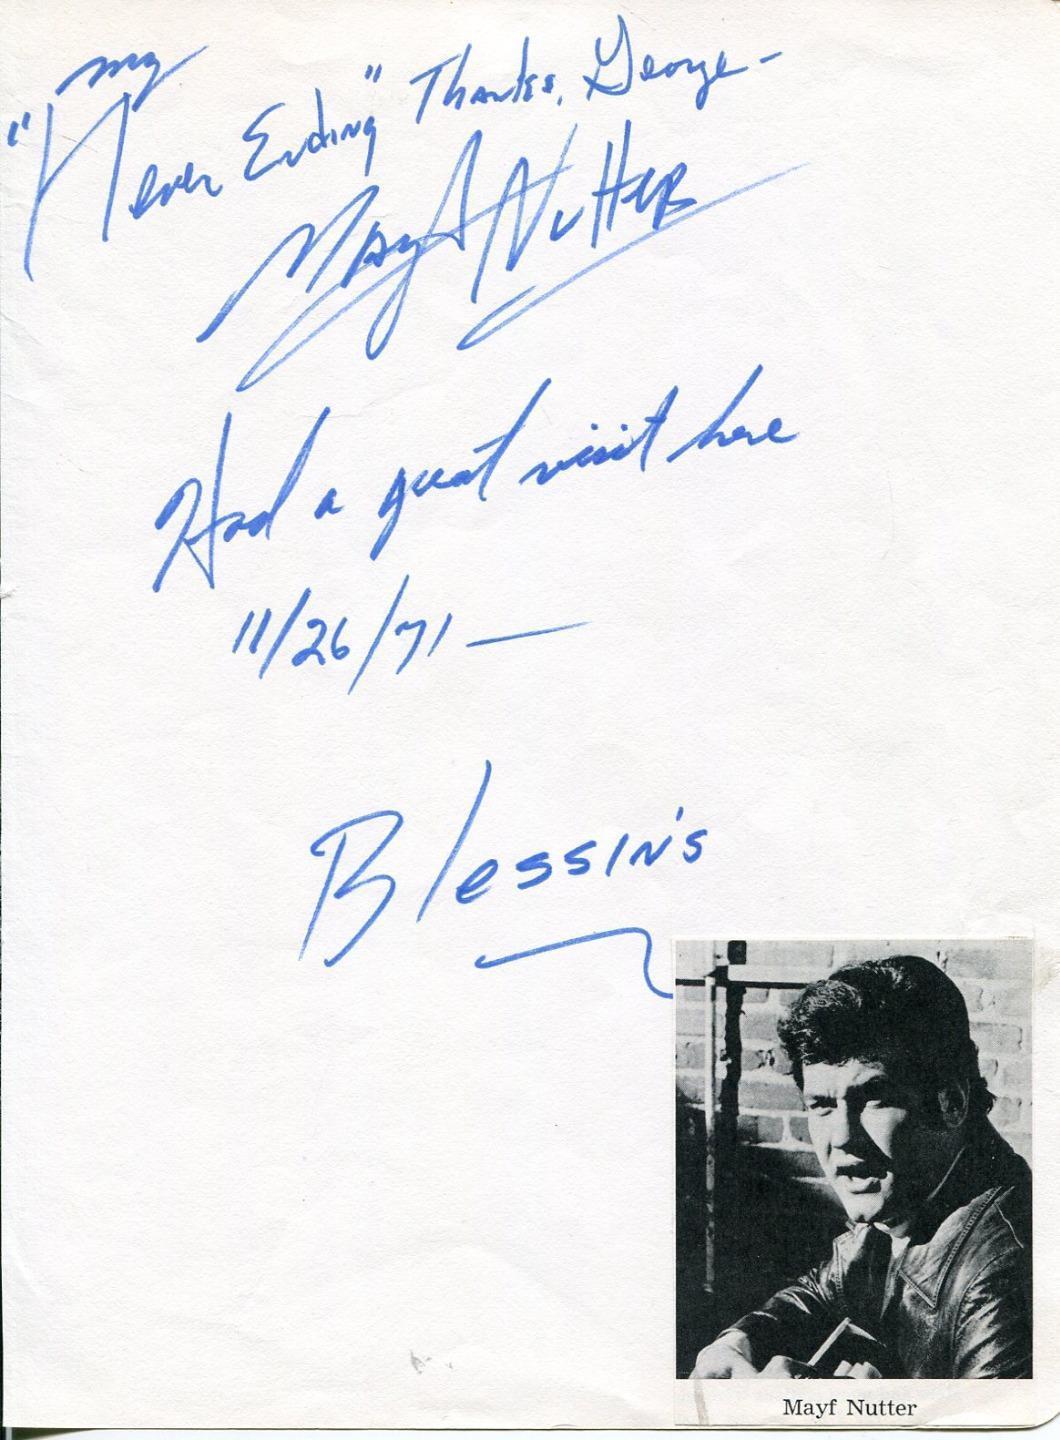 my
"Never Ending" Thanks, George -
Mayf Nutter
Had a great visit here
11/26/71 —
Blessin's
Mayf Nutter